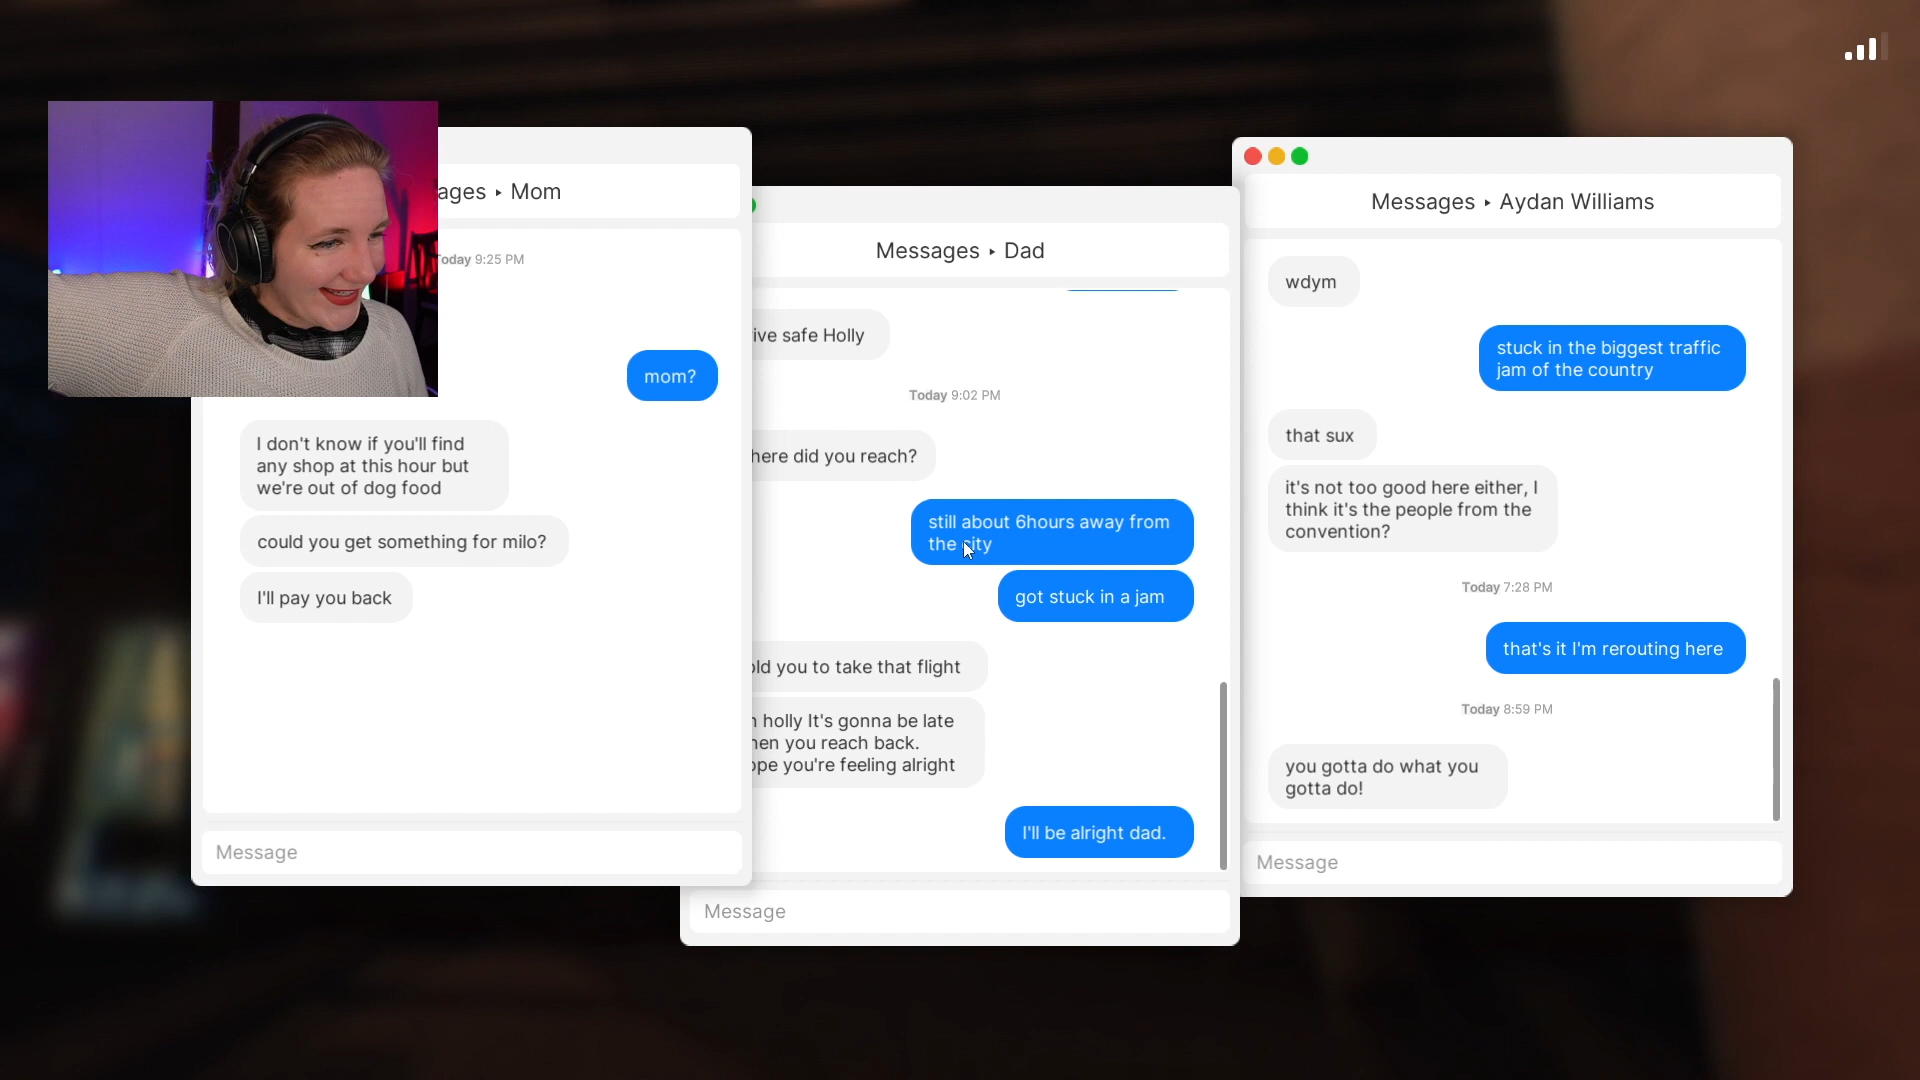 ages ▸ Mom
Today 9:25 PM
mom?
I don't know if you'll find
any shop at this hour but
we're out of dog food
could you get something for milo?
I'll pay you back
Message
Messages ▸ Dad
ive safe Holly
Today 9:02 PM
here did you reach?
still about 6hours away from
the city
got stuck in a jam
old you to take that flight
holly It's gonna be late
hen you reach back.
ope you're feeling alright
I'll be alright dad.
Message
Messages ▸ Aydan Williams
wdym
stuck in the biggest traffic
jam of the country
that sux
it's not too good here either, I
think it's the people from the
convention?
Today 7:28 PM
that's it I'm rerouting here
Today 8:59 PM
you gotta do what you
gotta do!
Message